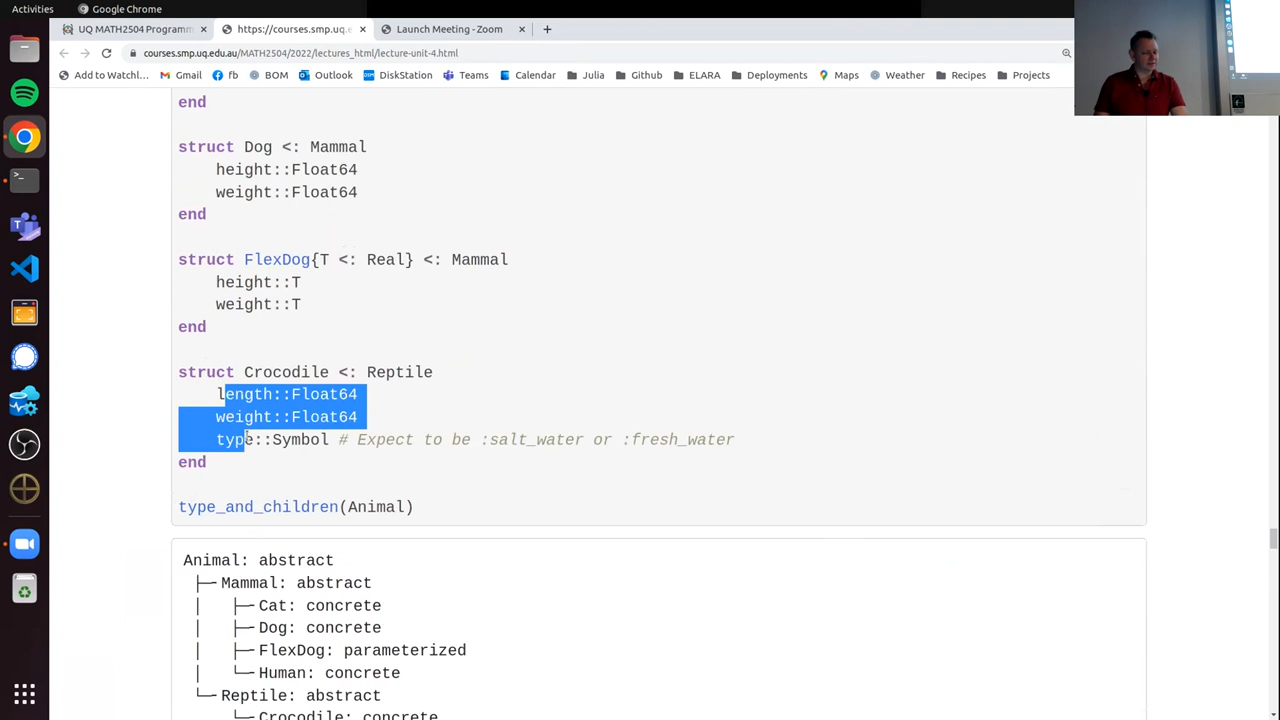 Activities
Google Chrome
UQ MATH2504 Programm
https://courses.smp.uq.e
Launch Meeting - Zoom
courses.smp.uq.edu.au/MATH2504/2022/lectures_html/lecture-unit-4.html
Add to Watchl...
Gmail
fb
BOM
Outlook
DiskStation
Teams
Calendar
Julia
Github
ELARA
Deployments
Maps
Weather
Recipes
Projects
end
struct Dog <: Mammal
height::Float64
weight::Float64
end
struct FlexDog{T <: Real} <: Mammal
height::T
weight::T
end
struct Crocodile <: Reptile
length::Float64
weight::Float64
type::Symbol # Expect to be :salt_water or :fresh_water
end
type_and_children(Animal)
Animal: abstract
├─Mammal: abstract
│ ├─Cat: concrete
│ ├─Dog: concrete
│ ├─FlexDog: parameterized
│ └─Human: concrete
└─Reptile: abstract
└─Crocodile: concrete